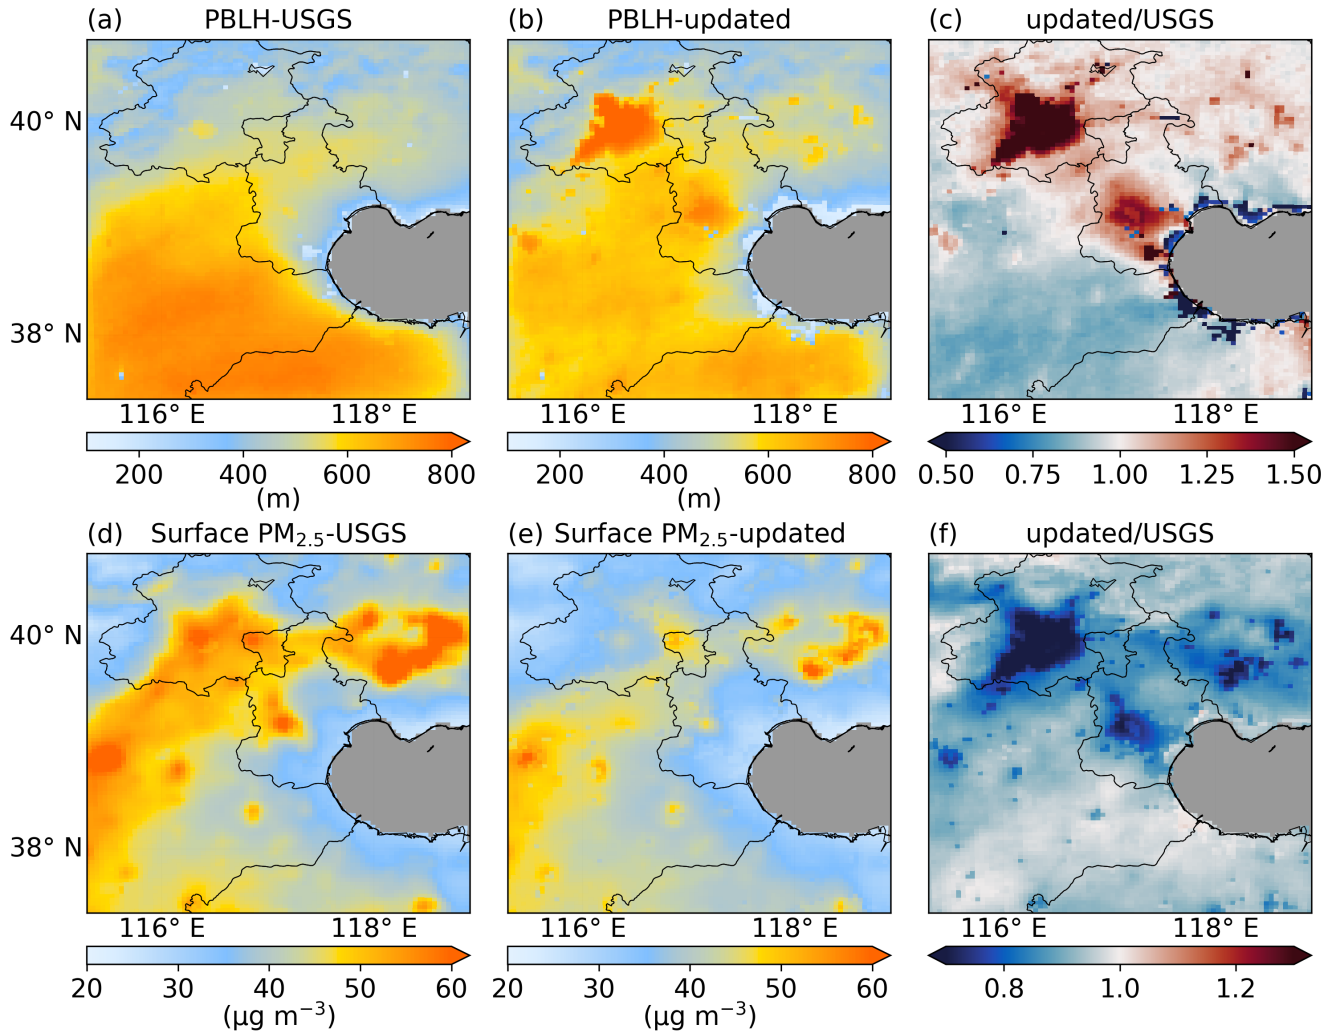 (a) PBLH-USGS
(b) PBLH-updated
(c) updated/USGS
40° N
38° N
116° E 118° E
116° E 118° E
116° E 118° E
200 400 600 800
(m)
200 400 600 800
(m)
0.50 0.75 1.00 1.25 1.50
(d) Surface PM₂.₅-USGS
(e) Surface PM₂.₅-updated
(f) updated/USGS
40° N
38° N
116° E 118° E
116° E 118° E
116° E 118° E
20 30 40 50 60
(μg m⁻³)
20 30 40 50 60
(μg m⁻³)
0.8 1.0 1.2